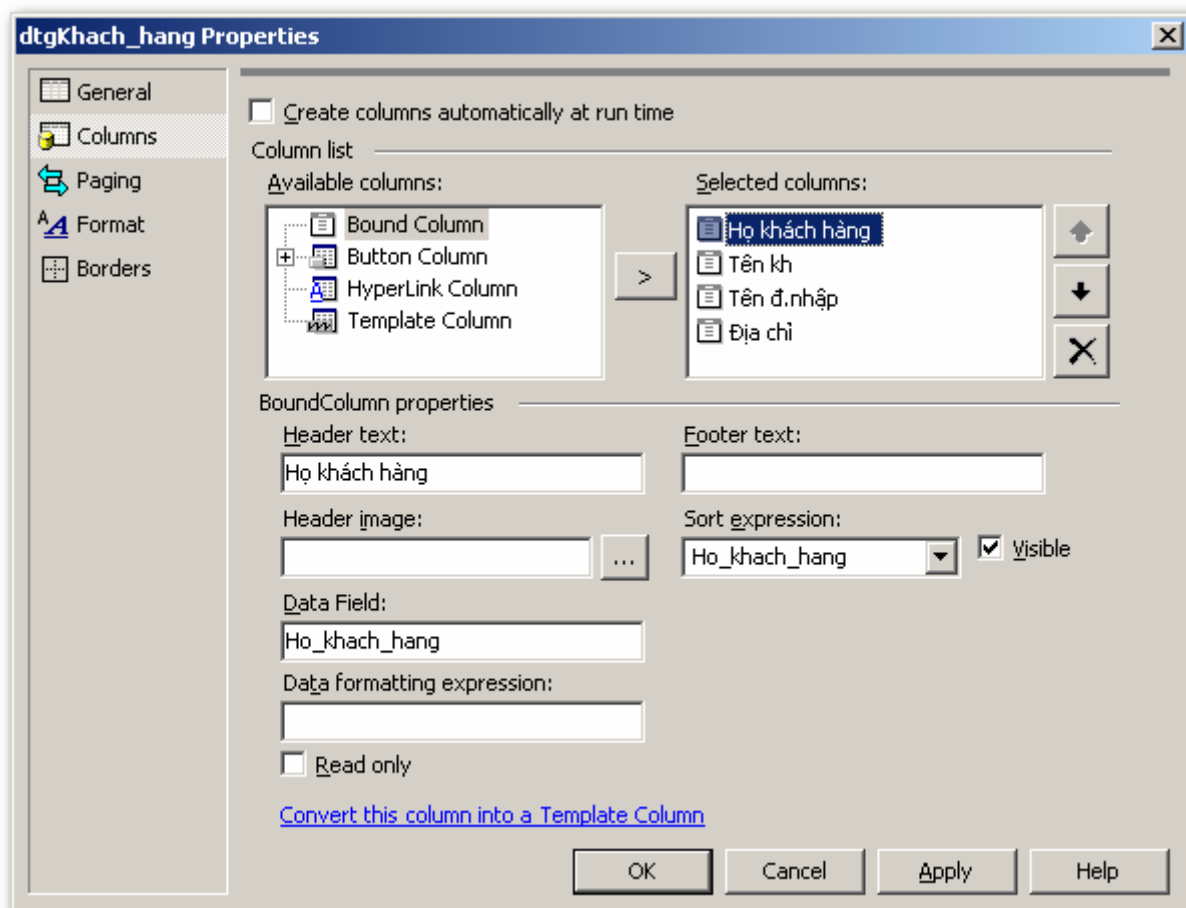 dtgKhach_hang Properties
General
Columns
Paging
Format
Borders
Create columns automatically at run time
Column list
Available columns:
Bound Column
Button Column
HyperLink Column
Template Column
>
Selected columns:
Họ khách hàng
Tên kh
Tên đ.nhập
Địa chỉ
BoundColumn properties
Header text:
Họ khách hàng
Footer text:
Header image:
...
Sort expression:
Ho_khach_hang
Visible
Data Field:
Ho_khach_hang
Data formatting expression:
Read only
Convert this column into a Template Column
OK
Cancel
Apply
Help